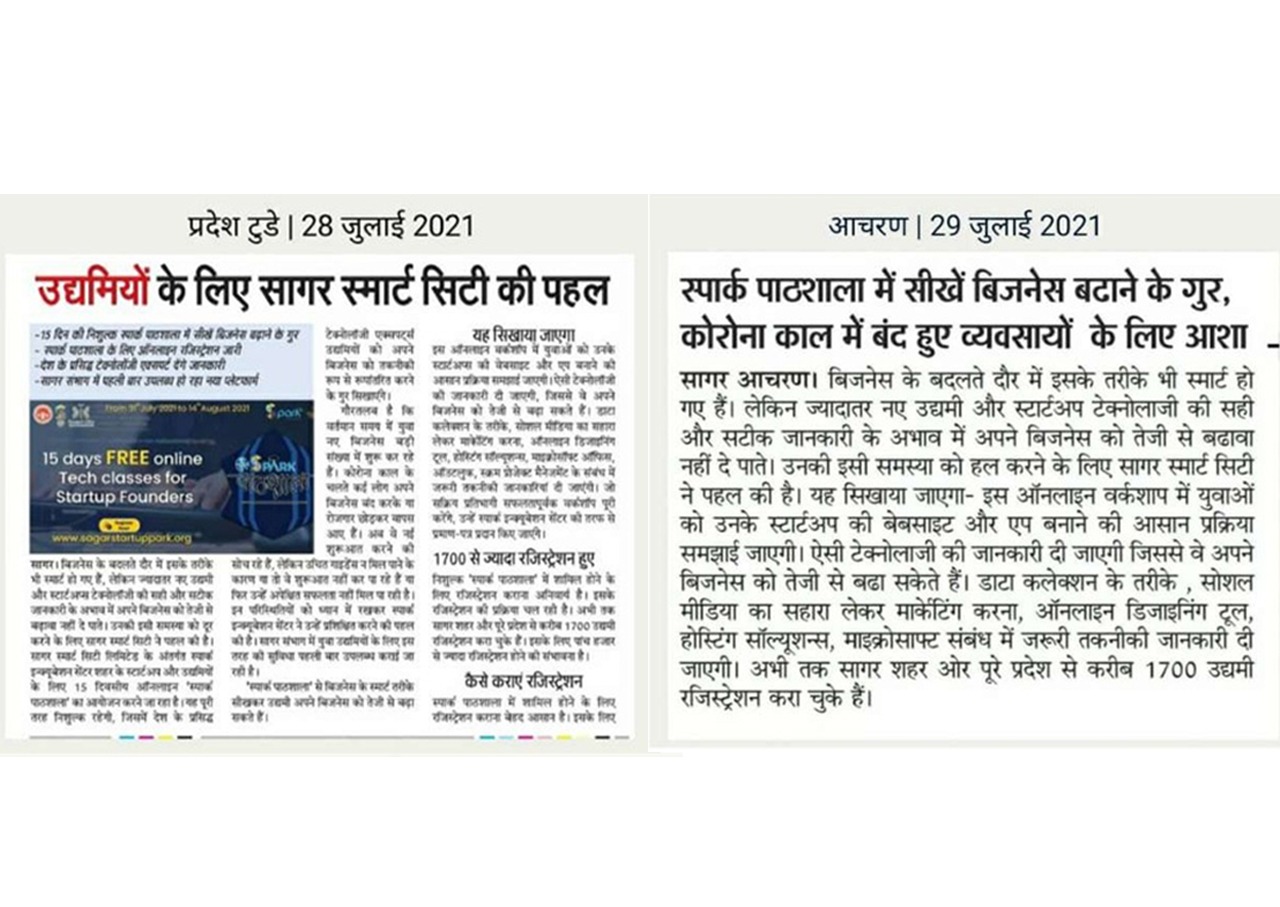 प्रदेश टुडे | 28 जुलाई 2021
उद्यमियों के लिए सागर स्मार्ट सिटी की पहल
-15 दिन की निशुल्क स्पार्क पाठशाला में सीखें बिजनेस बढ़ाने के गुर
- स्पार्क पाठशाला के लिए ऑनलाइन रजिस्ट्रेशन जारी
-देश के प्रसिद्ध टेक्नोलॉजी एक्सपर्ट देंगे जानकारी
-सागर संभाग में पहली बार उपलब्ध हो रहा नया प्लेटफार्म
From 31st July 2021 to 14th August 2021
Spark
15 days FREE online
Tech classes for
Startup Founders
SPARK
पाठशाला
Register
Now
www.sagarstartuppark.org
सागर। बिजनेस के बदलते दौर में इसके तरीके
भी स्मार्ट हो गए हैं, लेकिन ज्यादातर नए उद्यमी
और स्टार्टअप्स टेक्नोलॉजी की सही और सटीक
जानकारी के अभाव में अपने बिजनेस को तेजी से
बढ़ावा नहीं दे पाते। उनकी इसी समस्या को दूर
करने के लिए सागर स्मार्ट सिटी ने पहल की है।
सागर स्मार्ट सिटी लिमिटेड के अंतर्गत स्पार्क
इन्क्यूबेशन सेंटर शहर के स्टार्टअप और उद्यमियों
के लिए 15 दिवसीय ऑनलाइन 'स्पार्क
पाठशाला' का आयोजन करने जा रहा है। यह पूरी
तरह निशुल्क रहेगी, जिसमें देश के प्रसिद्ध
टेक्नोलॉजी एक्सपर्ट्स
उद्यमियों को अपने
बिजनेस को तकनीकी
रूप से रूपांतरित करने
के गुर सिखाएंगे।
गौरतलब है कि
वर्तमान समय में युवा
नए बिजनेस बड़ी
संख्या में शुरू कर रहे
हैं। कोरोना काल के
चलते कई लोग अपने
बिजनेस बंद करके या
रोजगार छोड़कर वापस
आए हैं। अब वे नई
शुरूआत करने की
सोच रहे हैं, लेकिन उचित गाइडेंस न मिल पाने के
कारण या तो वे शुरूआत नहीं कर पा रहे हैं या
फिर उन्हें अपेक्षित सफलता नहीं मिल पा रही है।
इन परिस्थितियों को ध्यान में रखकर स्पार्क
इन्क्यूबेशन सेंटर ने उन्हें प्रशिक्षित करने की पहल
की है। सागर संभाग में युवा उद्यमियों के लिए इस
तरह की सुविधा पहली बार उपलब्ध कराई जा
रही है।
'स्पार्क पाठशाला' से बिजनेस के स्मार्ट तरीके
सीखकर उद्यमी अपने बिजनेस को तेजी से बढ़ा
सकते हैं।
यह सिखाया जाएगा
इस ऑनलाइन वर्कशॉप में युवाओं को उनके
स्टार्टअप्स की वेबसाइट और एप बनाने की
आसान प्रक्रिया समझाई जाएगी। ऐसी टेक्नोलॉजी
की जानकारी दी जाएगी, जिससे वे अपने
बिजनेस को तेजी से बढ़ा सकते हैं। डाटा
कलेक्शन के तरीके, सोशल मीडिया का सहारा
लेकर मार्केटिंग करना, ऑनलाइन डिजाइनिंग
टूल, होस्टिंग सॉल्यूशन्स, माइक्रोसॉफ्ट ऑफिस,
ऑउटलुक, स्क्रम प्रोजेक्ट मैनेजमेंट के संबंध में
जरूरी तकनीकी जानकारियां दी जाएंगी। जो
सक्रिय प्रतिभागी सफलतापूर्वक वर्कशॉप पूरी
करेंगे, उन्हें स्पार्क इन्क्यूबेशन सेंटर की तरफ से
प्रमाण-पत्र प्रदान किए जाएंगे।
1700 से ज्यादा रजिस्ट्रेशन हुए
निशुल्क 'स्पार्क पाठशाला' में शामिल होने के
लिए रजिस्ट्रेशन कराना अनिवार्य है। इसके
रजिस्ट्रेशन की प्रक्रिया चल रही है। अभी तक
सागर शहर और पूरे प्रदेश से करीब 1700 उद्यमी
रजिस्ट्रेशन करा चुके हैं। इसके लिए पांच हजार
से ज्यादा रजिस्ट्रेशन होने की संभावना है।
कैसे कराएं रजिस्ट्रेशन
स्पार्क पाठशाला में शामिल होने के लिए
रजिस्ट्रेशन कराना बेहद आसान है। इसके लिए
आचरण | 29 जुलाई 2021
स्पार्क पाठशाला में सीखें बिजनेस बढाने के गुर,
कोरोना काल में बंद हुए व्यवसायों के लिए आशा
सागर आचरण। बिजनेस के बदलते दौर में इसके तरीके भी स्मार्ट हो
गए हैं। लेकिन ज्यादातर नए उद्यमी और स्टार्टअप टेक्नोलाजी की सही
और सटीक जानकारी के अभाव में अपने बिजनेस को तेजी से बढावा
नहीं दे पाते। उनकी इसी समस्या को हल करने के लिए सागर स्मार्ट सिटी
ने पहल की है। यह सिखाया जाएगा- इस ऑनलाइन वर्कशाप में युवाओं
को उनके स्टार्टअप की बेबसाइट और एप बनाने की आसान प्रक्रिया
समझाई जाएगी। ऐसी टेक्नोलाजी की जानकारी दी जाएगी जिससे वे अपने
बिजनेस को तेजी से बढा सकेते हैं। डाटा कलेक्शन के तरीके , सोशल
मीडिया का सहारा लेकर मार्केटिंग करना, ऑनलाइन डिजाइनिंग टूल,
होस्टिंग सॉल्यूशन्स, माइक्रोसाफ्ट संबंध में जरूरी तकनीकी जानकारी दी
जाएगी। अभी तक सागर शहर ओर पूरे प्रदेश से करीब 1700 उद्यमी
रजिस्ट्रेशन करा चुके हैं।